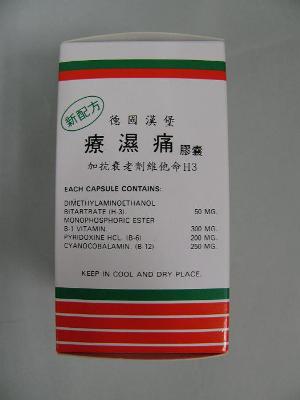 新配方
德國漢堡
療濕痛膠囊
加抗衰老劑維他命H3
EACH CAPSULE CONTAINS:
DIMETHYLAMINOETHANOL
BITARTRATE (H-3) 50 MG.
MONOPHOSPHORIC ESTER
B-1 VITAMIN. 300 MG.
PYRIDOXINE HCL. (B-6) 200 MG.
CYANOCOBALAMIN. (B 12) 250 MG.
KEEP IN COOL AND DRY PLACE.